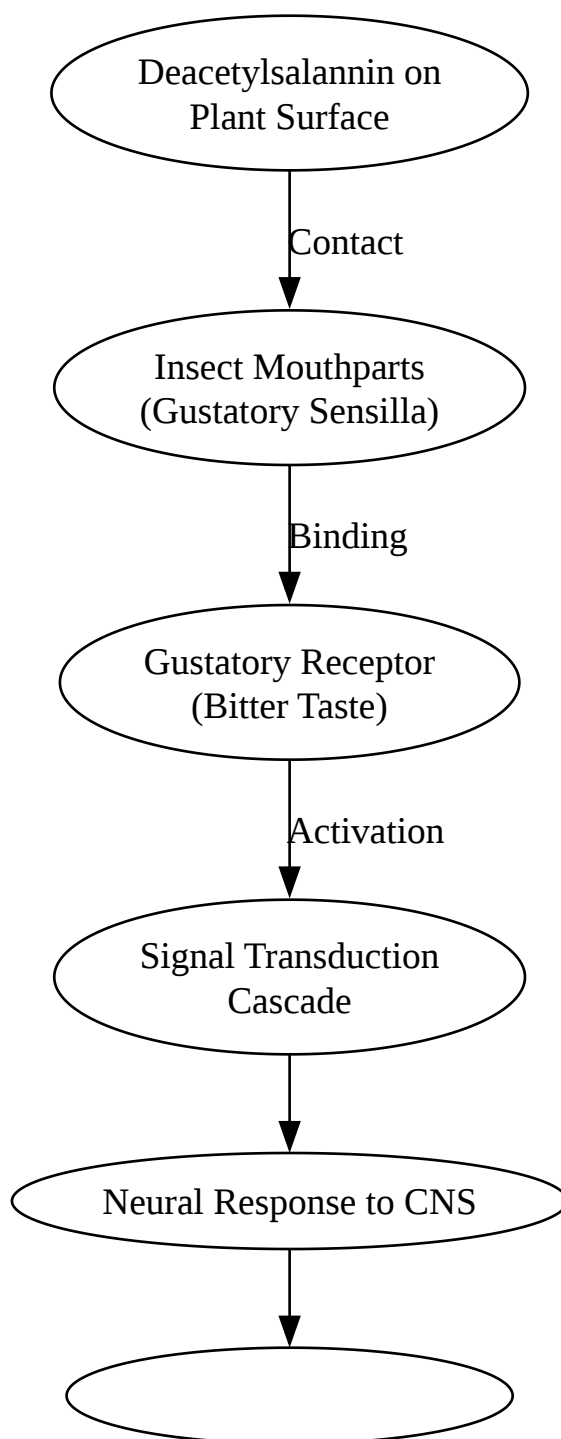 Deacetylsalannin on
Plant Surface
Contact
Insect Mouthparts
(Gustatory Sensilla)
Binding
Gustatory Receptor
(Bitter Taste)
Activation
Signal Transduction
Cascade
Neural Response to CNS